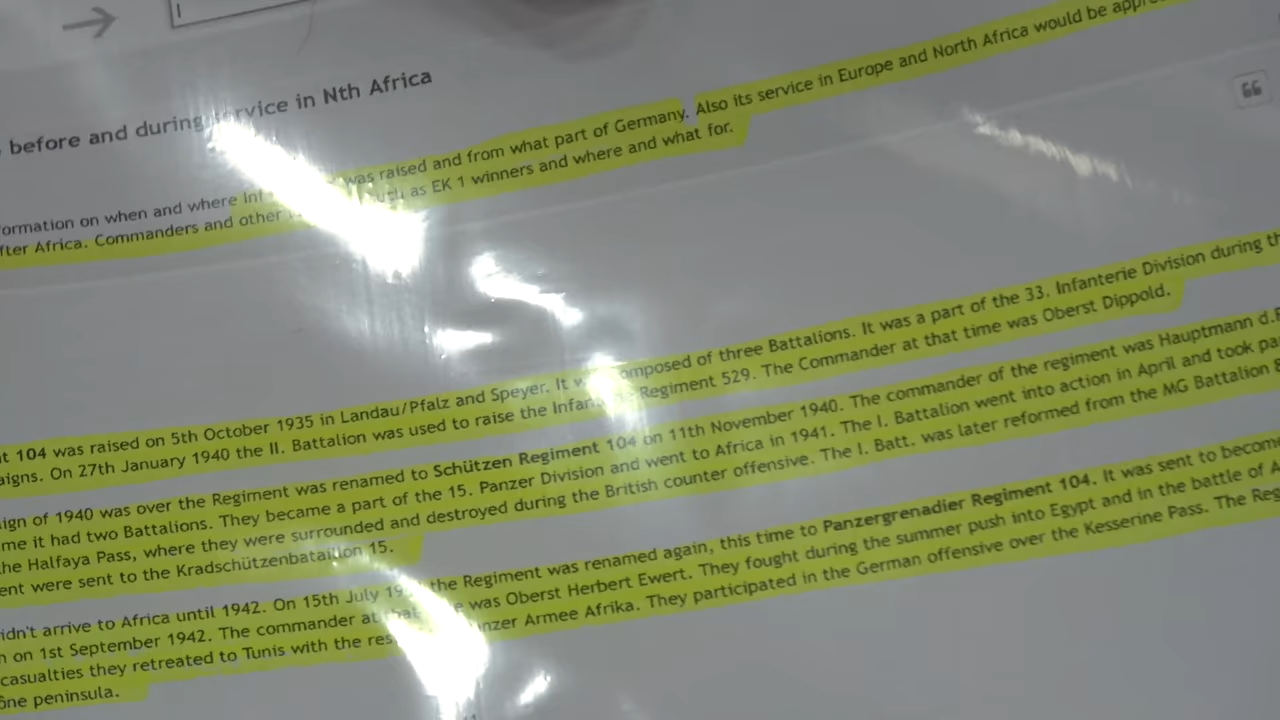 before and during service in Nth Africa
ormation on when and where Inf was raised and from what part of Germany. Also its service in Europe and North Africa would be appr
fter Africa. Commanders and other as EK 1 winners and where and what for.
t 104 was raised on 5th October 1935 in Landau/Pfalz and Speyer. It w omposed of three Battalions. It was a part of the 33. Infanterie Division during th
aigns. On 27th January 1940 the II. Battalion was used to raise the Infan Regiment 529. The Commander at that time was Oberst Dippold.
ign of 1940 was over the Regiment was renamed to Schützen Regiment 104 on 11th November 1940. The commander of the regiment was Hauptmann d.R
me it had two Battalions. They became a part of the 15. Panzer Division and went to Africa in 1941. The I. Battalion went into action in April and took pa
he Halfaya Pass, where they were surrounded and destroyed during the British counter offensive. The I. Batt. was later reformed from the MG Battalion 8
ent were sent to the Kradschützenbataillon 15.
idn't arrive to Africa until 1942. On 15th July 19 the Regiment was renamed again, this time to Panzergrenadier Regiment 104. It was sent to becom
n on 1st September 1942. The commander at that e was Oberst Herbert Ewert. They fought during the summer push into Egypt and in the battle of A
casualties they retreated to Tunis with the res nzer Armee Afrika. They participated in the German offensive over the Kesserine Pass. The Reg
ône peninsula.